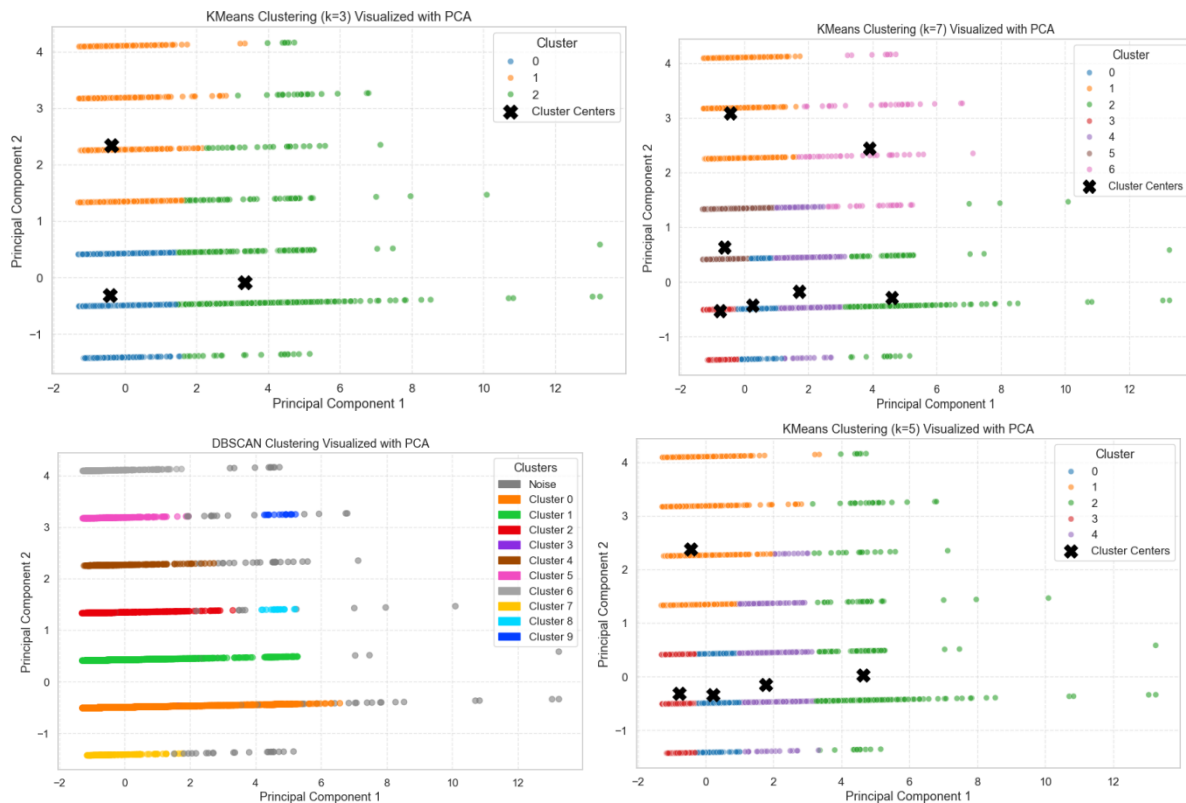 KMeans Clustering (k=3) Visualized with PCA
Principal Component 2
4
3
2
1
0
−1
Cluster
0
1
2
Cluster Centers
−2 0 2 4 6 8 10 12
Principal Component 1
KMeans Clustering (k=7) Visualized with PCA
Principal Component 2
4
3
2
1
0
−1
Cluster
0
1
2
3
4
5
6
Cluster Centers
−2 0 2 4 6 8 10 12
Principal Component 1
DBSCAN Clustering Visualized with PCA
Principal Component 2
4
3
2
1
0
−1
Clusters
Noise
Cluster 0
Cluster 1
Cluster 2
Cluster 3
Cluster 4
Cluster 5
Cluster 6
Cluster 7
Cluster 8
Cluster 9
−2 0 2 4 6 8 10 12
Principal Component 1
KMeans Clustering (k=5) Visualized with PCA
Principal Component 2
4
3
2
1
0
−1
Cluster
0
1
2
3
4
Cluster Centers
−2 0 2 4 6 8 10 12
Principal Component 1